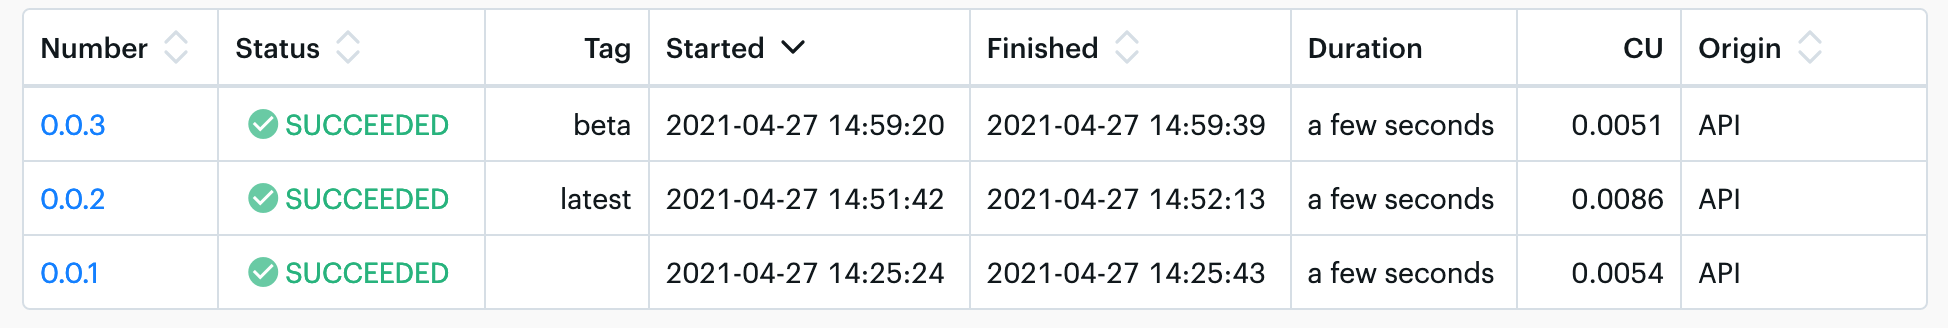 Number Status Tag Started Finished Duration CU Origin
0.0.3 SUCCEEDED beta 2021-04-27 14:59:20 2021-04-27 14:59:39 a few seconds 0.0051 API
0.0.2 SUCCEEDED latest 2021-04-27 14:51:42 2021-04-27 14:52:13 a few seconds 0.0086 API
0.0.1 SUCCEEDED 2021-04-27 14:25:24 2021-04-27 14:25:43 a few seconds 0.0054 API